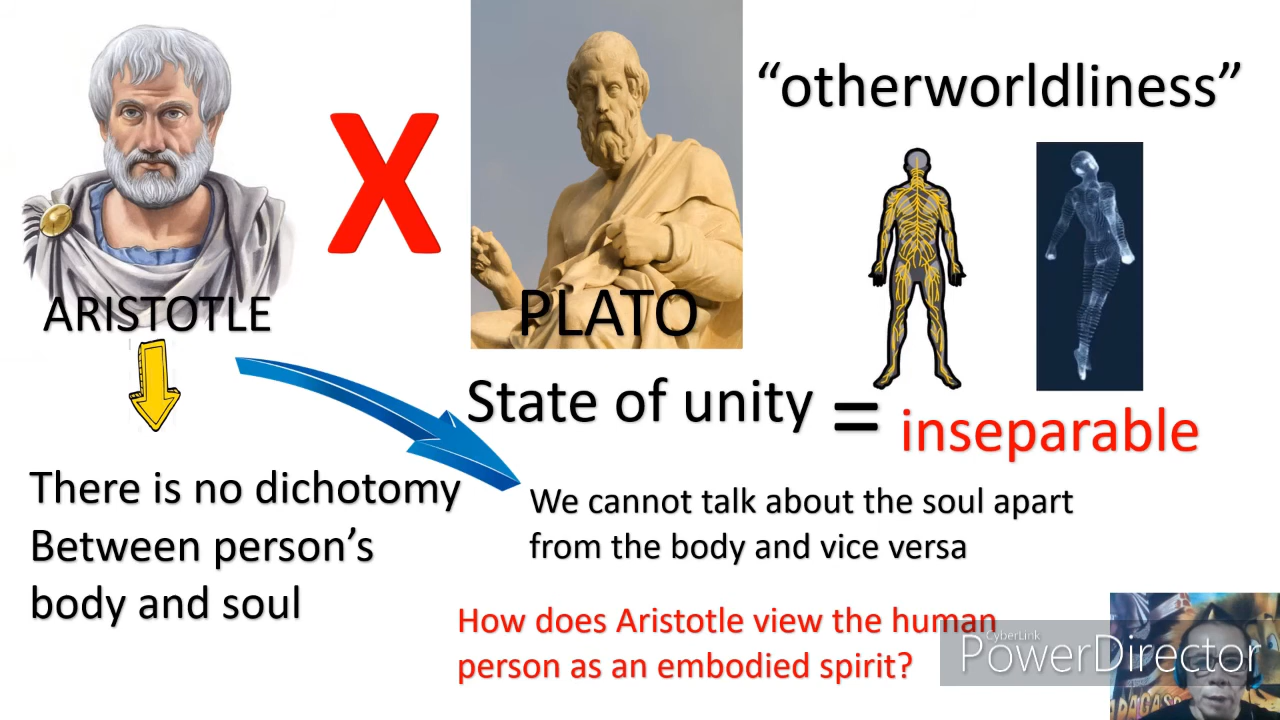 ARISTOTLE
X
PLATO
“otherworldliness”
State of unity = inseparable
There is no dichotomy
Between person’s
body and soul
We cannot talk about the soul apart
from the body and vice versa
How does Aristotle view the human
person as an embodied spirit?
CyberLink
PowerDirector